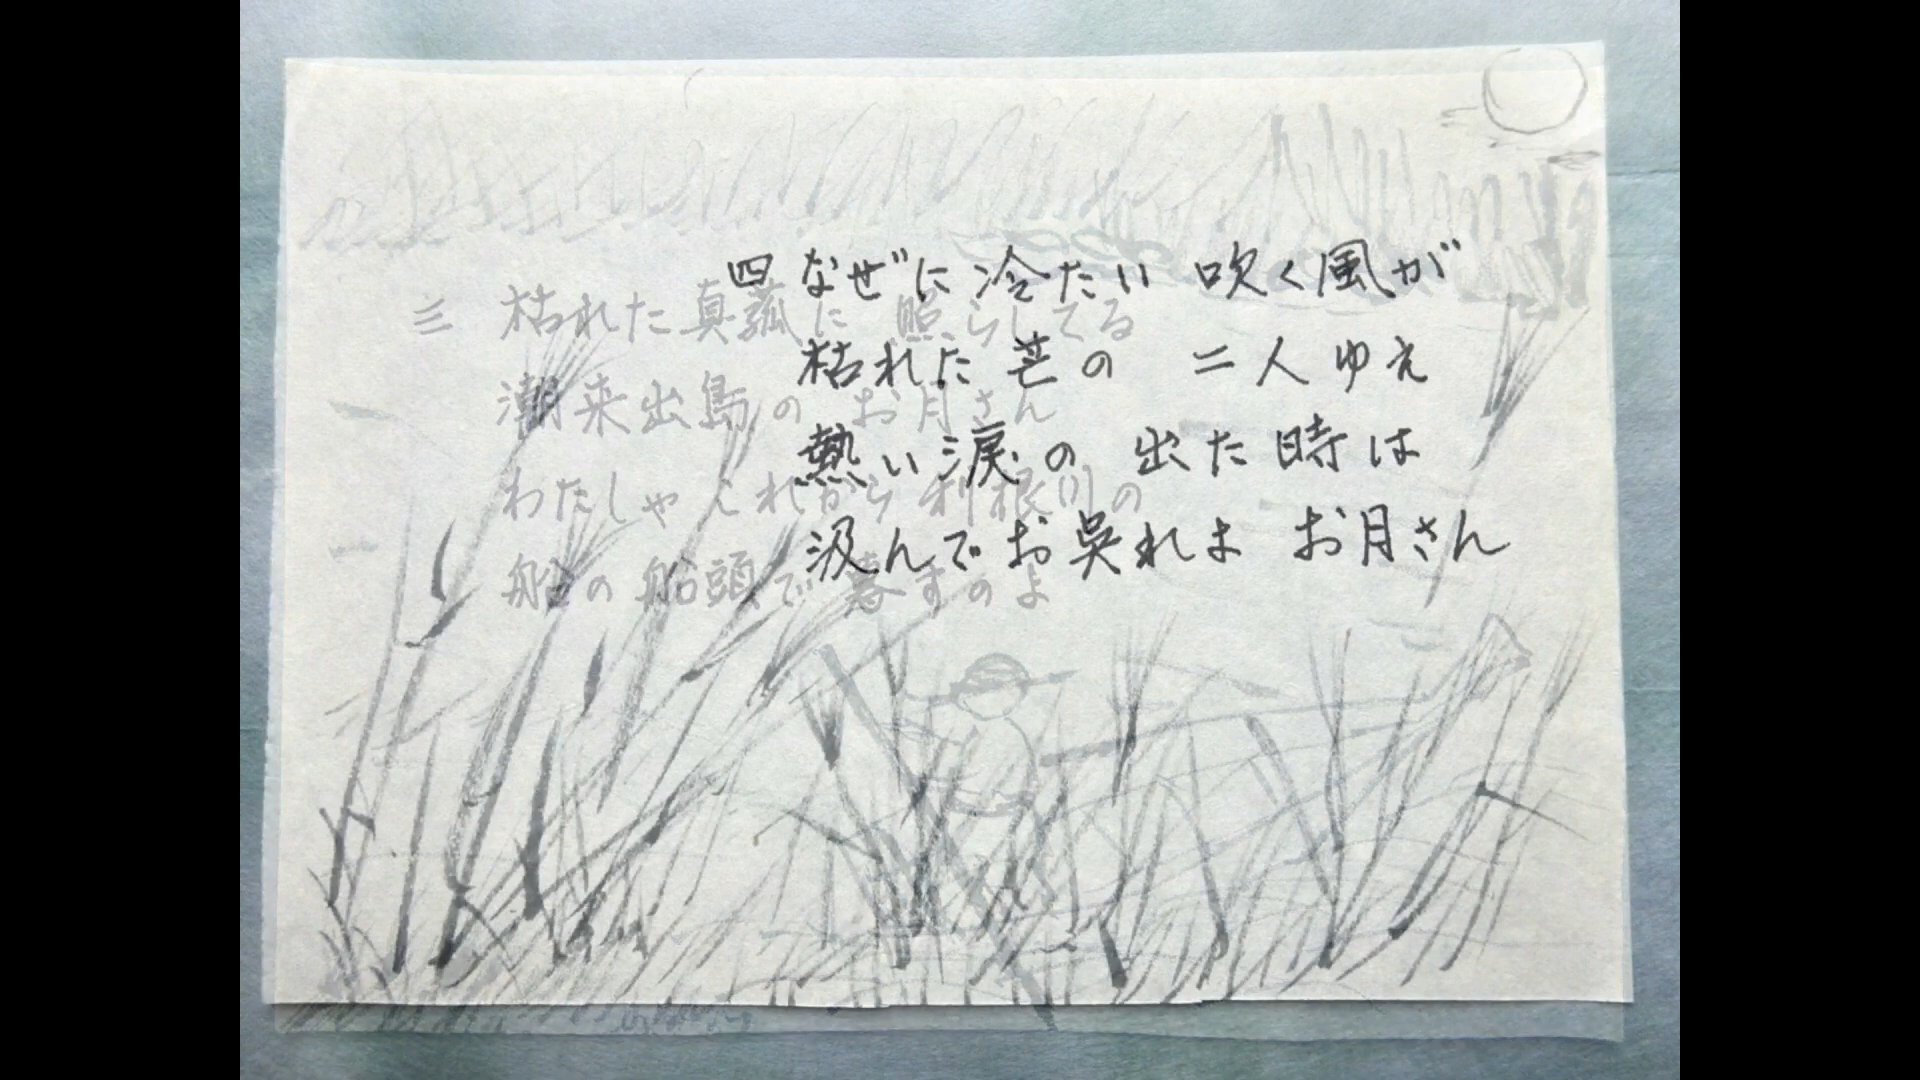 三 枯れた真菰に 照らしてる
潮来出島の お月さん
わたしゃ これから 利根川の
船の船頭で 暮すのよ
四 なぜに冷たい 吹く風が
枯れた芒の 二人ゆえ
熱い涙の 出た時は
汲んでお呉れよ お月さん